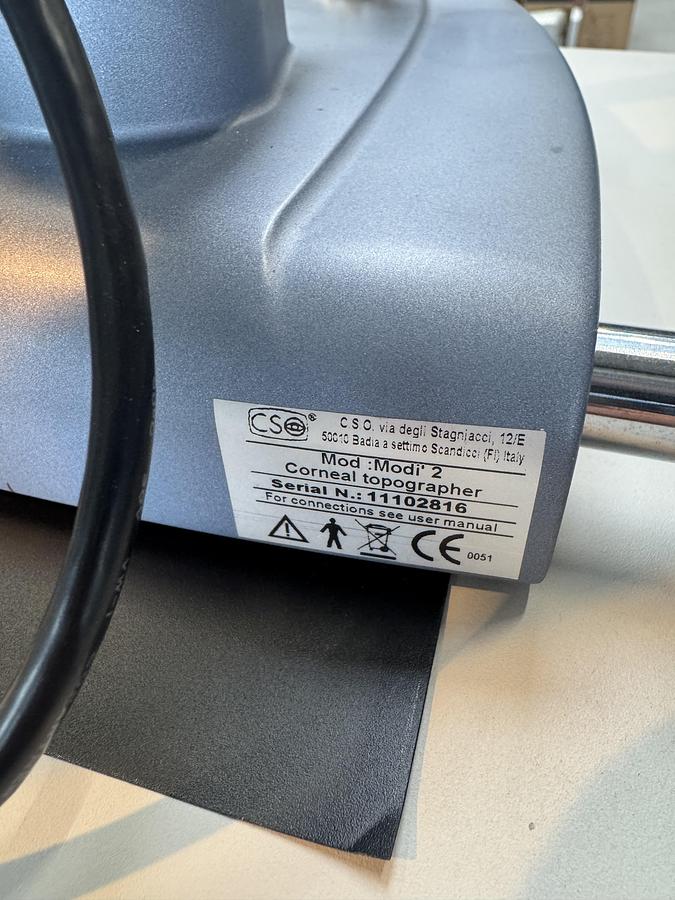 CSO®
C S O. via degli Stagniacci, 12/E
50010 Badia a settimo Scandicci (FI) Italy
Mod :Modi' 2
Corneal topographer
Serial N.: 11102816
For connections see user manual
CE 0051